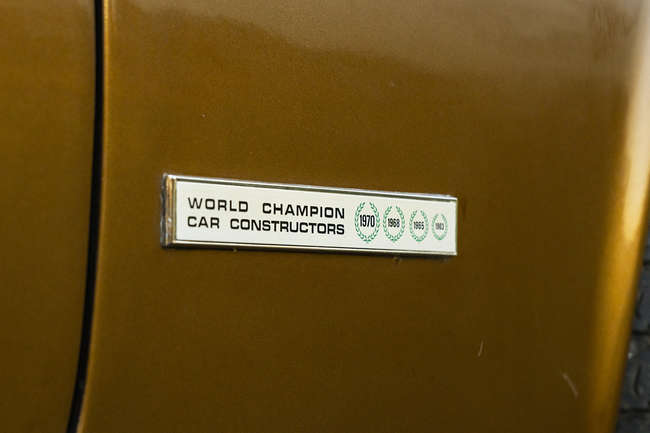 WORLD CHAMPION
CAR CONSTRUCTORS
1970 1968 1965 1963